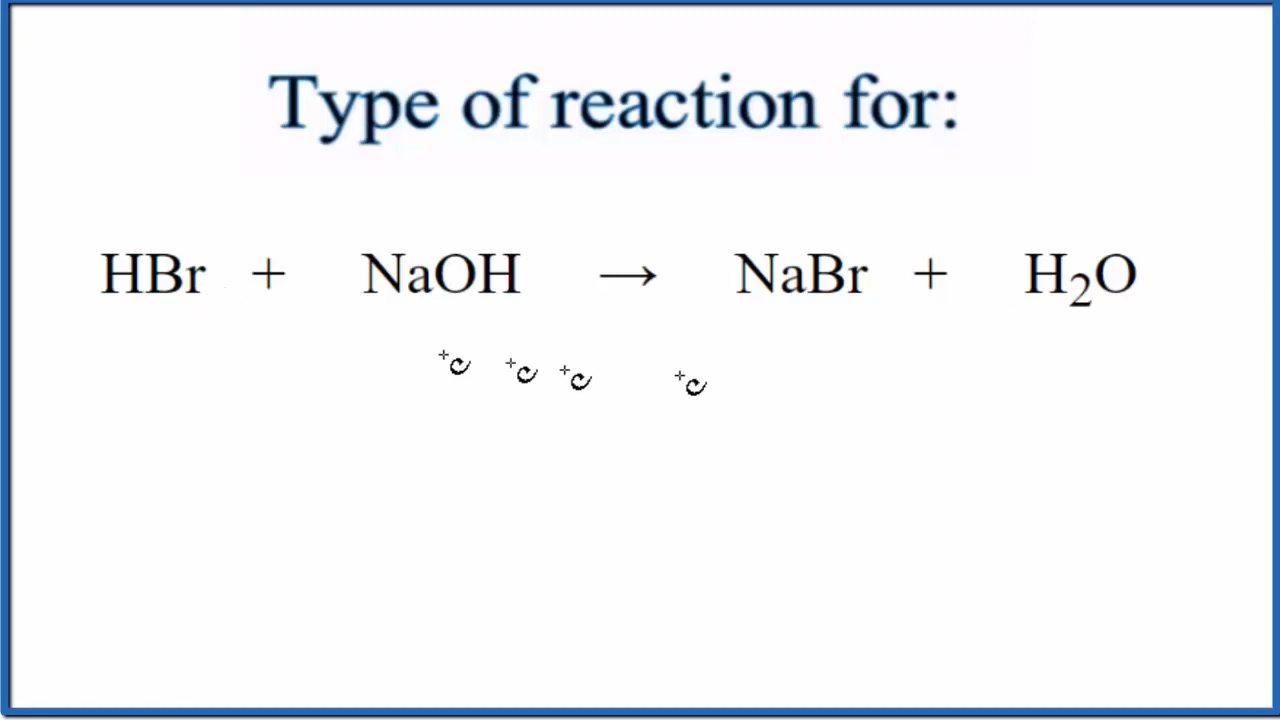 Type of reaction for:
HBr + NaOH → NaBr + H₂O